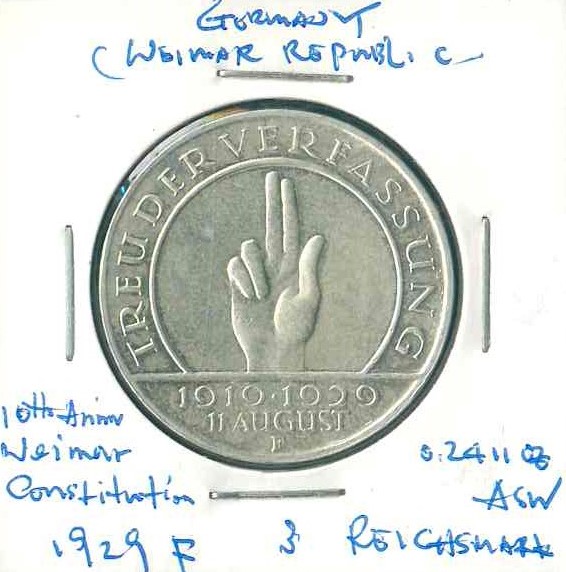 GERMANY
(WEIMAR REPUBLIC
TREU DER VERFASSUNG
1919·1929
11 AUGUST
F
10th Anniv
Weimar
Constitution
1929 F
0.2411 oz
ASW
3 REICHSMARK